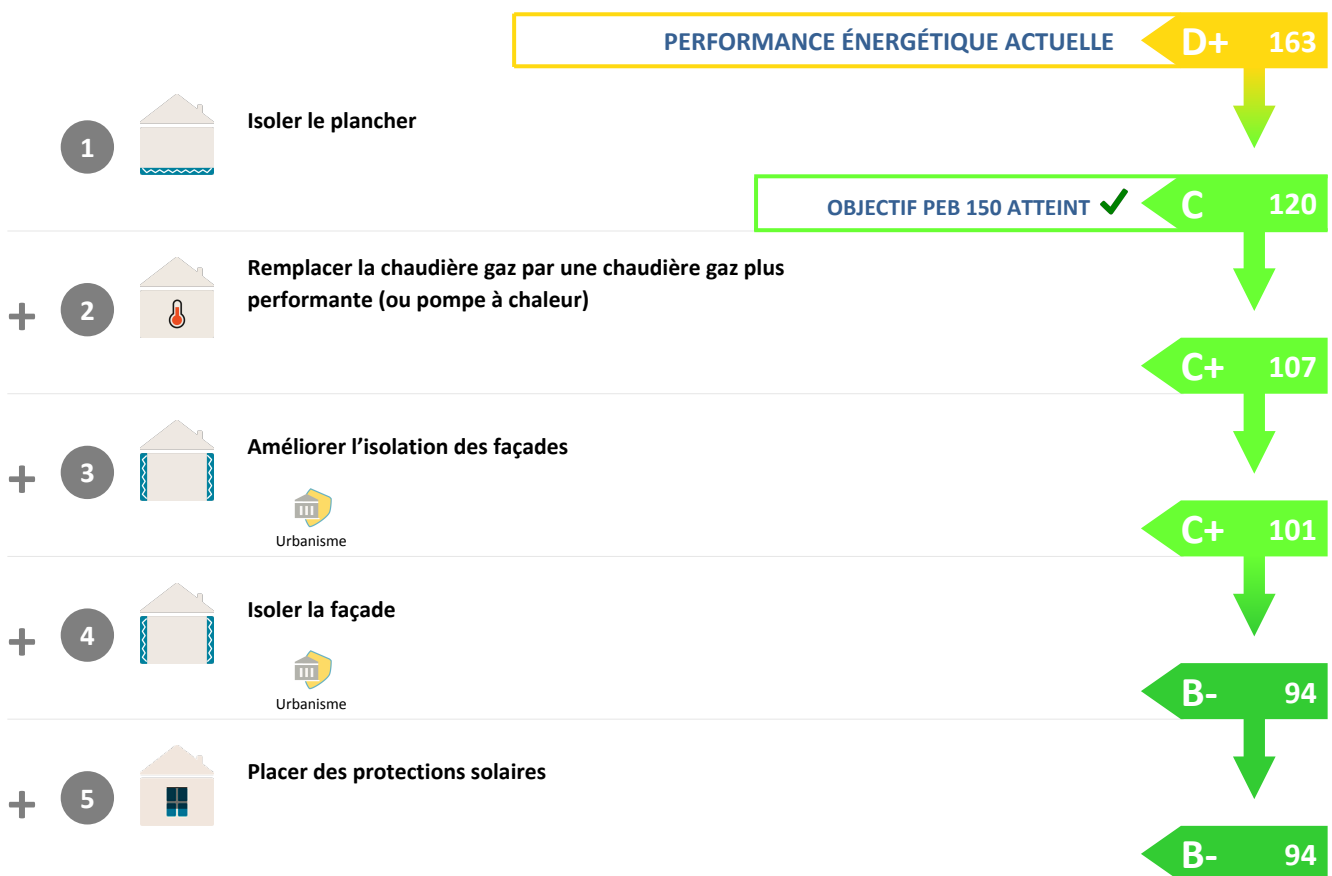 PERFORMANCE ÉNERGÉTIQUE ACTUELLE D+ 163
1 Isoler le plancher
OBJECTIF PEB 150 ATTEINT ✓ C 120
+ 2 Remplacer la chaudière gaz par une chaudière gaz plus
performante (ou pompe à chaleur)
C+ 107
+ 3 Améliorer l’isolation des façades
Urbanisme
C+ 101
+ 4 Isoler la façade
Urbanisme
B- 94
+ 5 Placer des protections solaires
B- 94